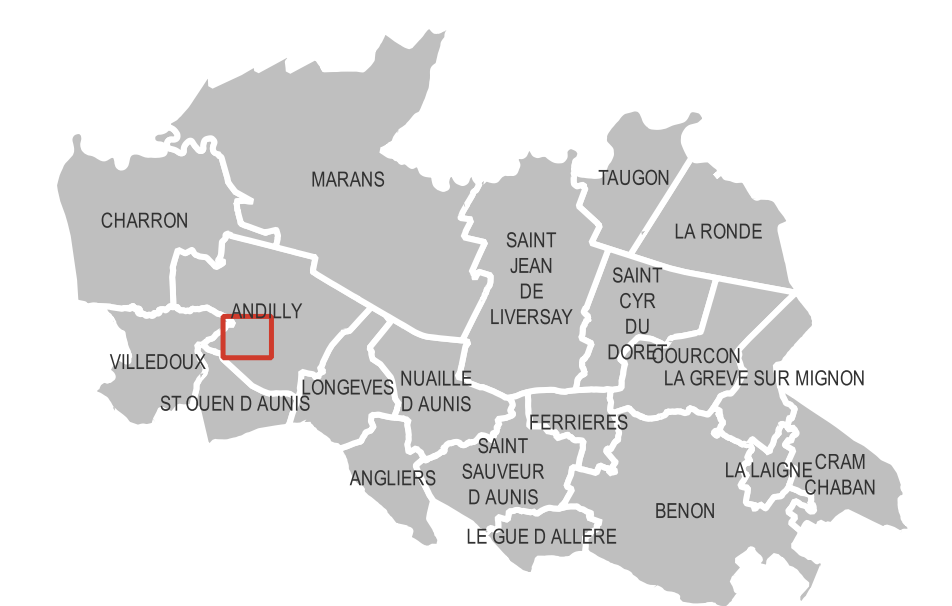 MARANS
TAUGON
CHARRON
LA RONDE
SAINT
JEAN
DE
LIVERSAY
SAINT
CYR
DU
DORET
ANDILLY
COURCON
VILLEDOUX
LA GREVE SUR MIGNON
LONGEVES
NUAILLE
D AUNIS
ST OUEN D AUNIS
FERRIERES
SAINT
SAUVEUR
D AUNIS
ANGLIERS
LA LAIGNE
CRAM
CHABAN
BENON
LE GUE D ALLERE